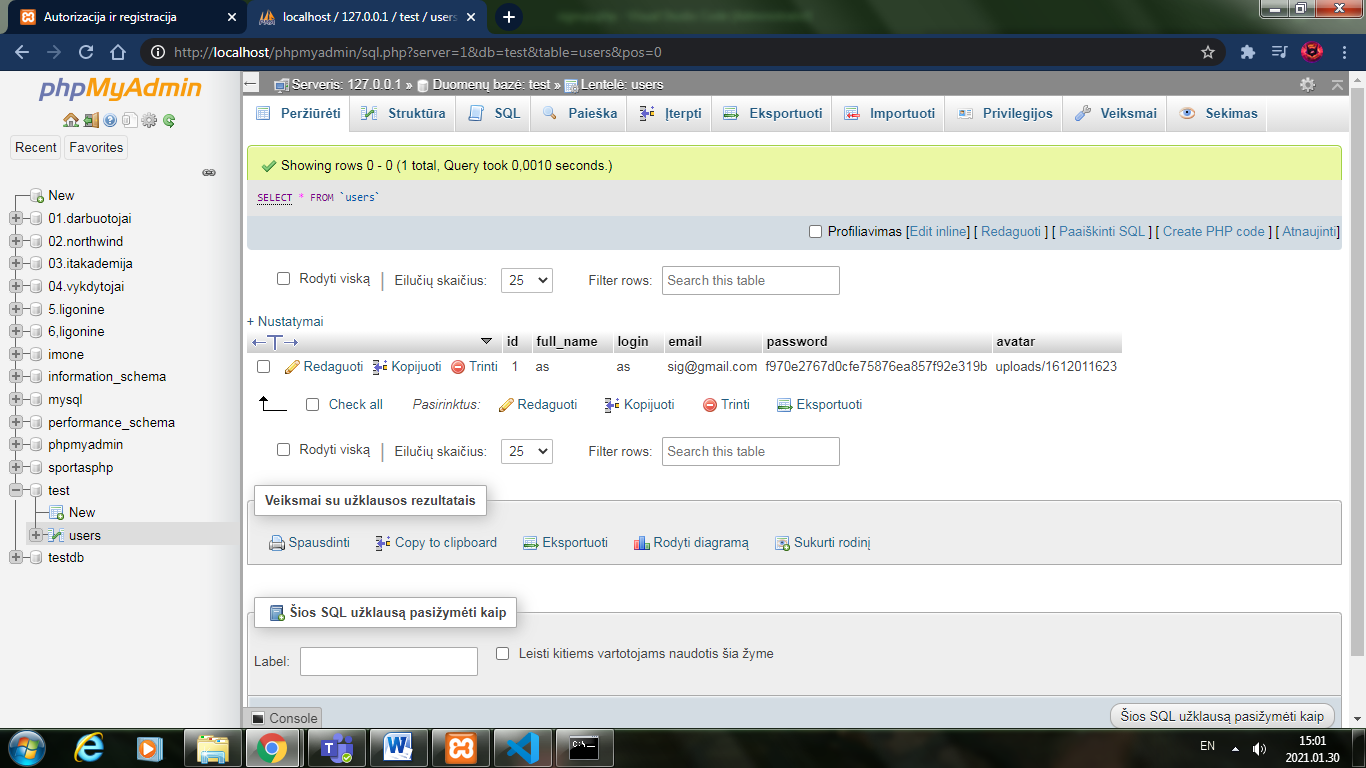 Autorizacija ir registracija
localhost / 127.0.0.1 / test / users
http://localhost/phpmyadmin/sql.php?server=1&db=test&table=users&pos=0
phpMyAdmin
Recent Favorites
New
01.darbuotojai
02.northwind
03.itakademija
04.vykdytojai
5.ligonine
6,ligonine
imone
information_schema
mysql
performance_schema
phpmyadmin
sportasphp
test
New
users
testdb
Serveris: 127.0.0.1 » Duomenų bazė: test » Lentelė: users
Peržiūrėti Struktūra SQL Paieška Įterpti Eksportuoti Importuoti Privilegijos Veiksmai Sekimas
Showing rows 0 - 0 (1 total, Query took 0,0010 seconds.)
SELECT * FROM `users`
Profiliavimas [Edit inline] [ Redaguoti ] [ Paaiškinti SQL ] [ Create PHP code ] [ Atnaujinti]
Rodyti viską | Eilučių skaičius: 25 Filter rows: Search this table
+ Nustatymai
←T→ id full_name login email password avatar
Redaguoti Kopijuoti Trinti 1 as as sig@gmail.com f970e2767d0cfe75876ea857f92e319b uploads/1612011623
Check all Pasirinktus: Redaguoti Kopijuoti Trinti Eksportuoti
Rodyti viską | Eilučių skaičius: 25 Filter rows: Search this table
Veiksmai su užklausos rezultatais
Spausdinti Copy to clipboard Eksportuoti Rodyti diagramą Sukurti rodinį
Šios SQL užklausą pasižymėti kaip
Label: Leisti kitiems vartotojams naudotis šia žyme
Console
Šios SQL užklausą pasižymėti kaip
EN
15:01
2021.01.30